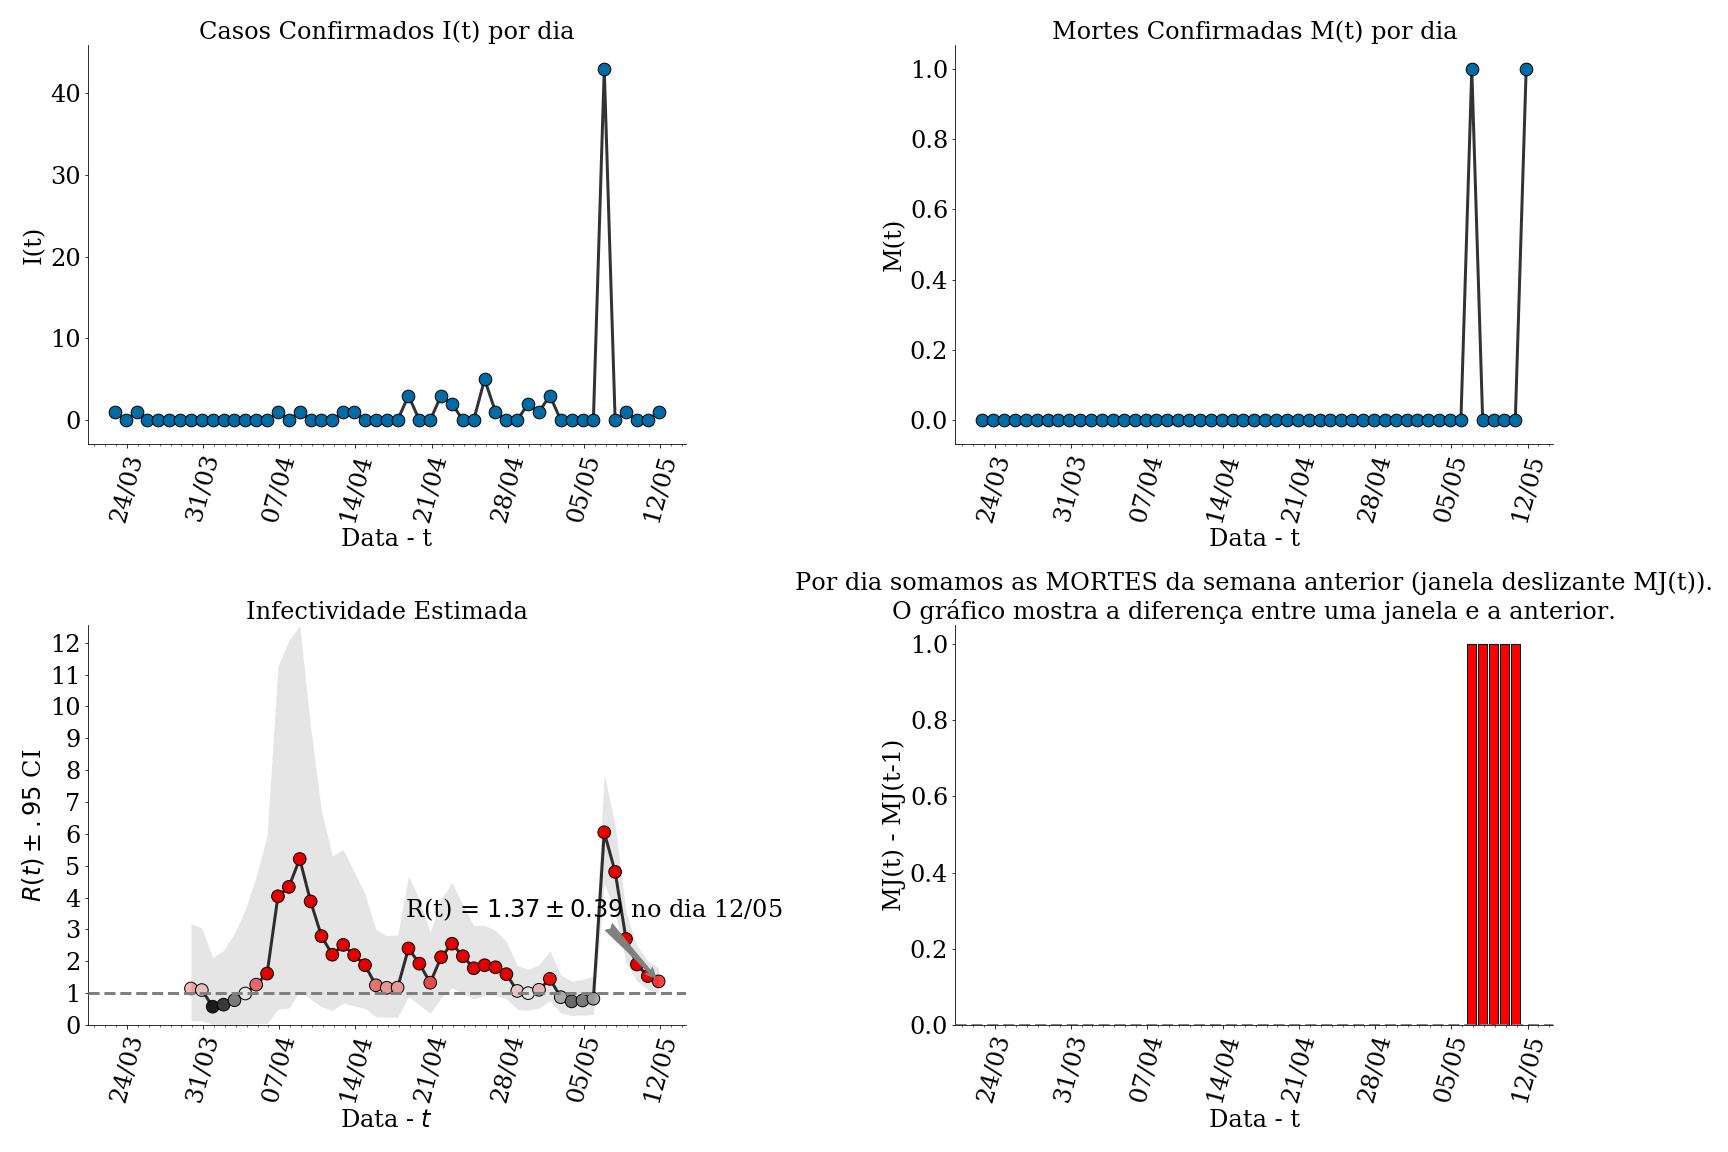 Casos Confirmados I(t) por dia
I(t)
40
30
20
10
0
24/03 31/03 07/04 14/04 21/04 28/04 05/05 12/05
Data - t
Mortes Confirmadas M(t) por dia
M(t)
1.0
0.8
0.6
0.4
0.2
0.0
24/03 31/03 07/04 14/04 21/04 28/04 05/05 12/05
Data - t
Infectividade Estimada
R(t) ± .95 CI
12
11
10
9
8
7
6
5
4
3
2
1
0
R(t) = 1.37 ± 0.39 no dia 12/05
24/03 31/03 07/04 14/04 21/04 28/04 05/05 12/05
Data - t
Por dia somamos as MORTES da semana anterior (janela deslizante MJ(t)).
O gráfico mostra a diferença entre uma janela e a anterior.
MJ(t) - MJ(t-1)
1.0
0.8
0.6
0.4
0.2
0.0
24/03 31/03 07/04 14/04 21/04 28/04 05/05 12/05
Data - t